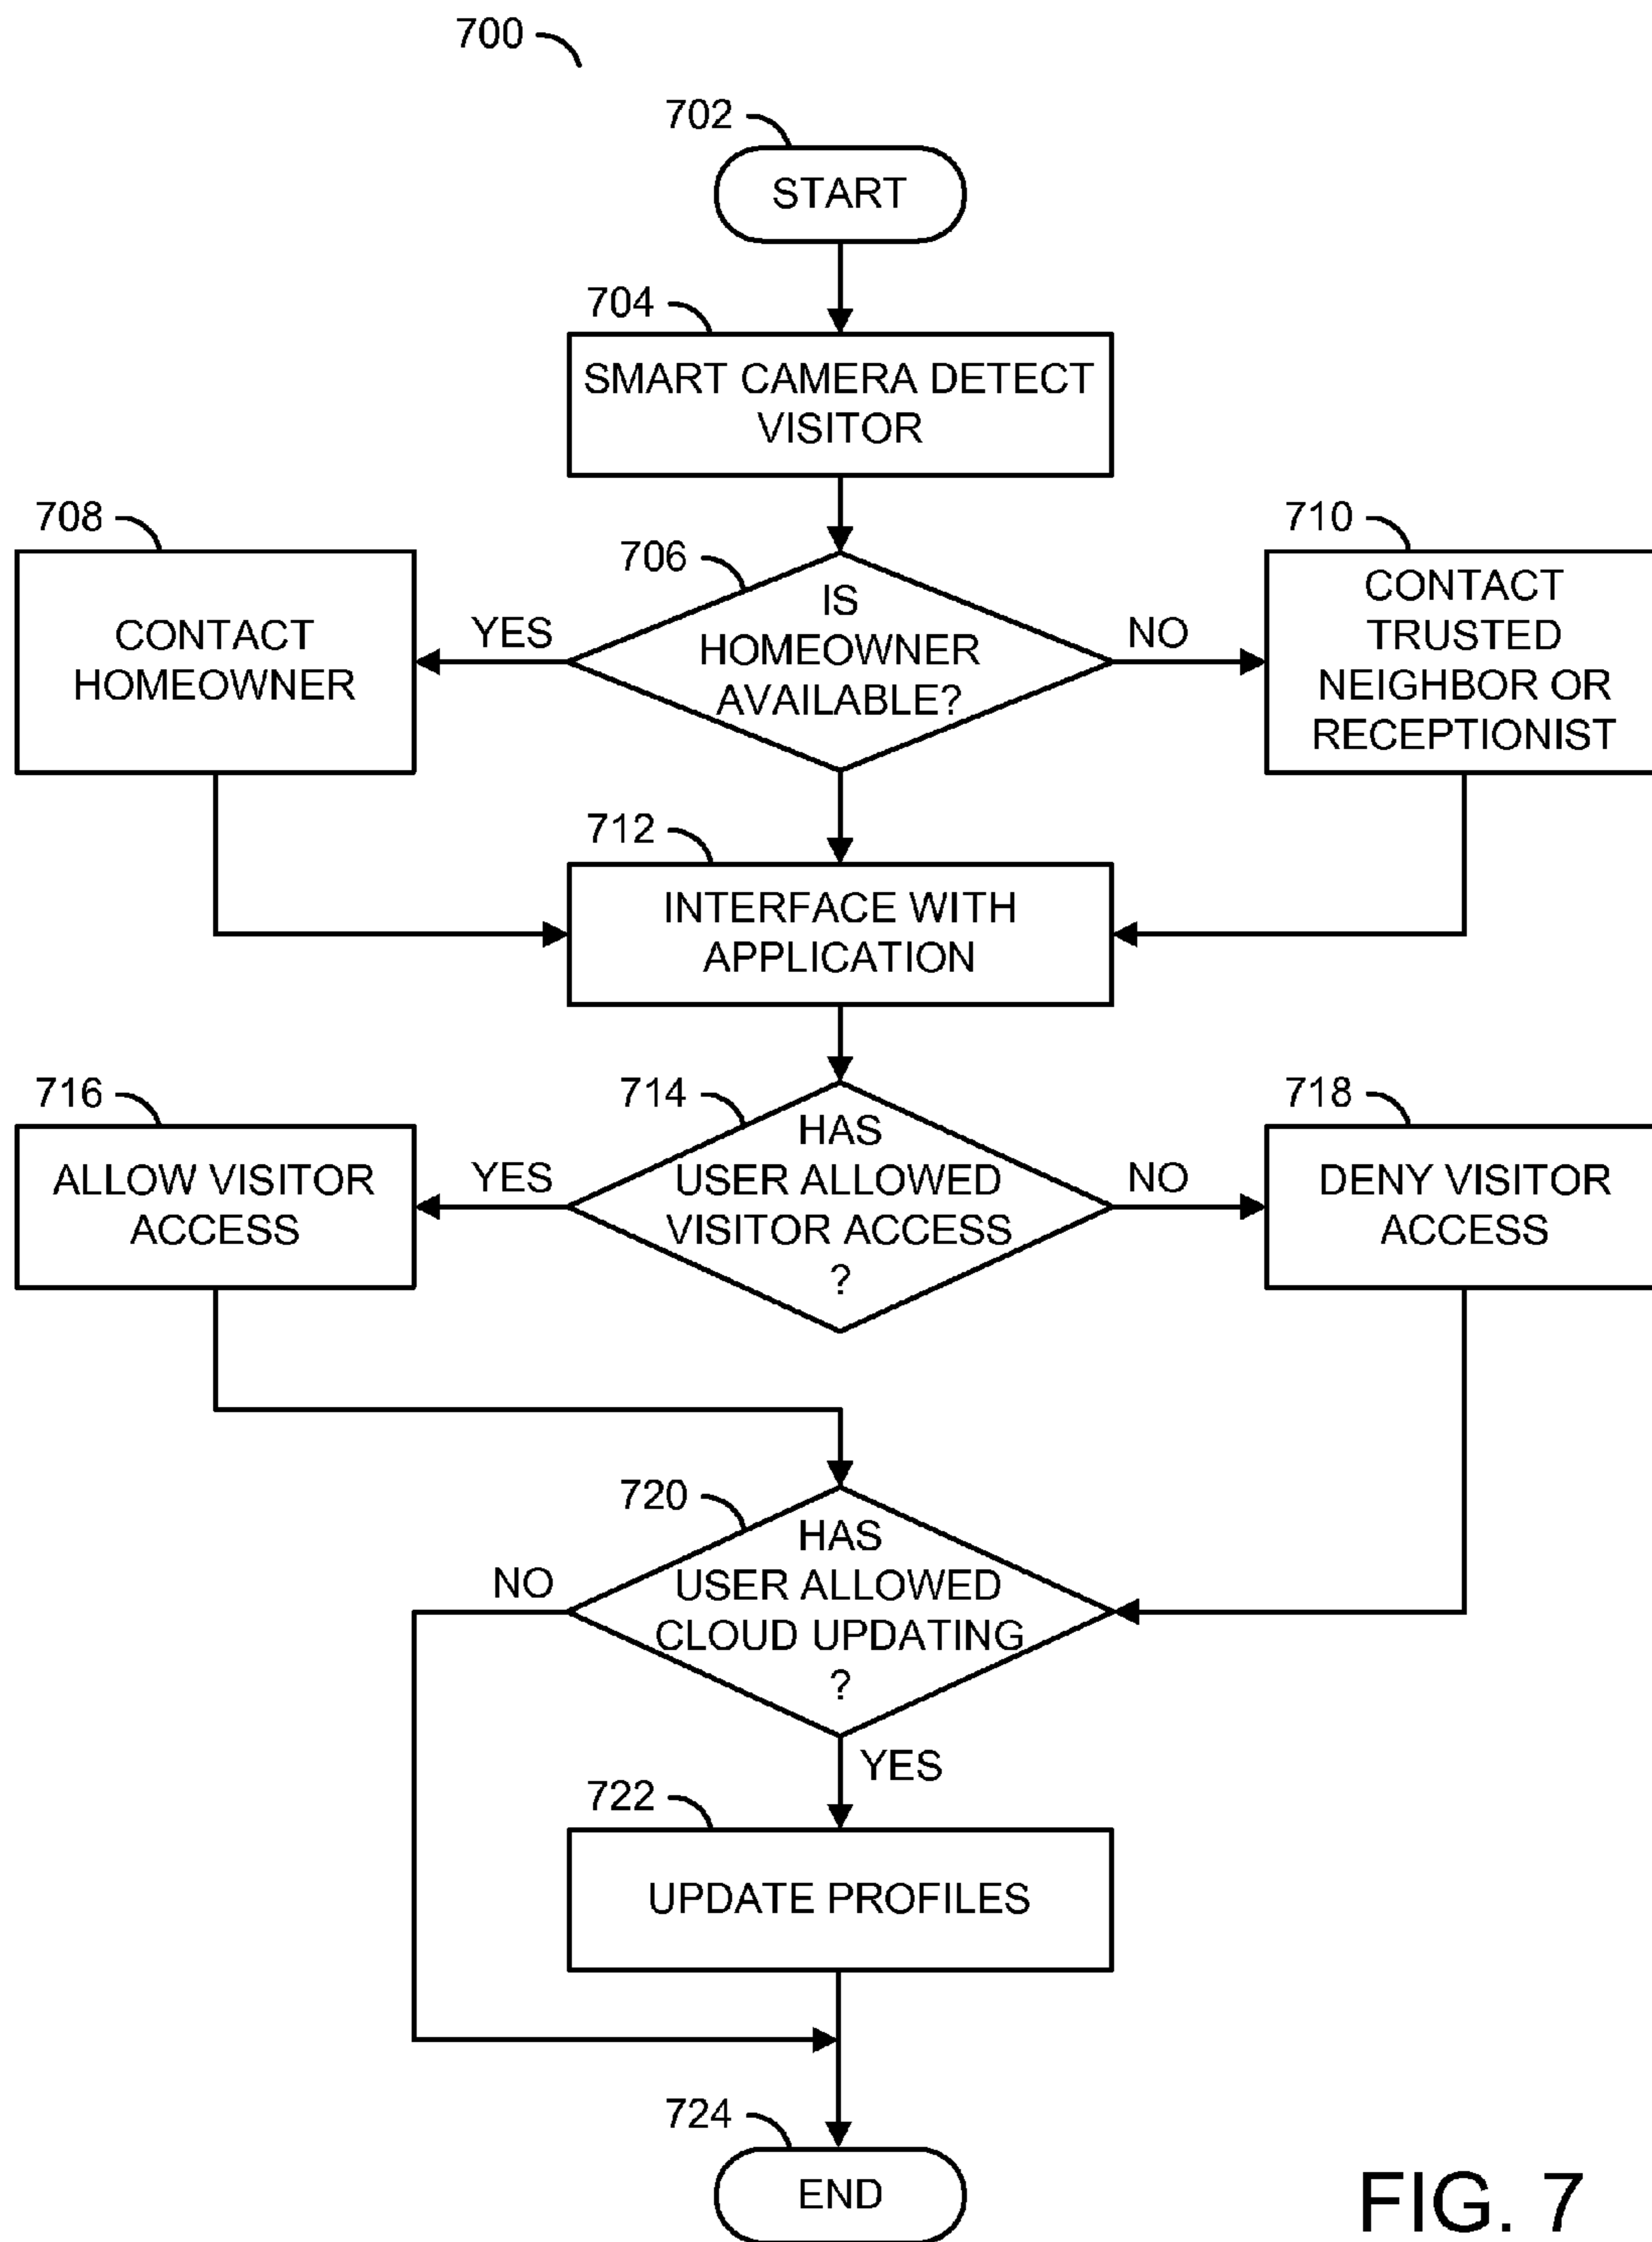 700
702
START
704
SMART CAMERA DETECT
VISITOR
708
CONTACT
HOMEOWNER
706
IS
HOMEOWNER
AVAILABLE?
YES
NO
710
CONTACT
TRUSTED
NEIGHBOR OR
RECEPTIONIST
712
INTERFACE WITH
APPLICATION
716
ALLOW VISITOR
ACCESS
714
HAS
USER ALLOWED
VISITOR ACCESS
?
YES
NO
718
DENY VISITOR
ACCESS
720
HAS
USER ALLOWED
CLOUD UPDATING
?
NO
YES
722
UPDATE PROFILES
724
END
FIG. 7